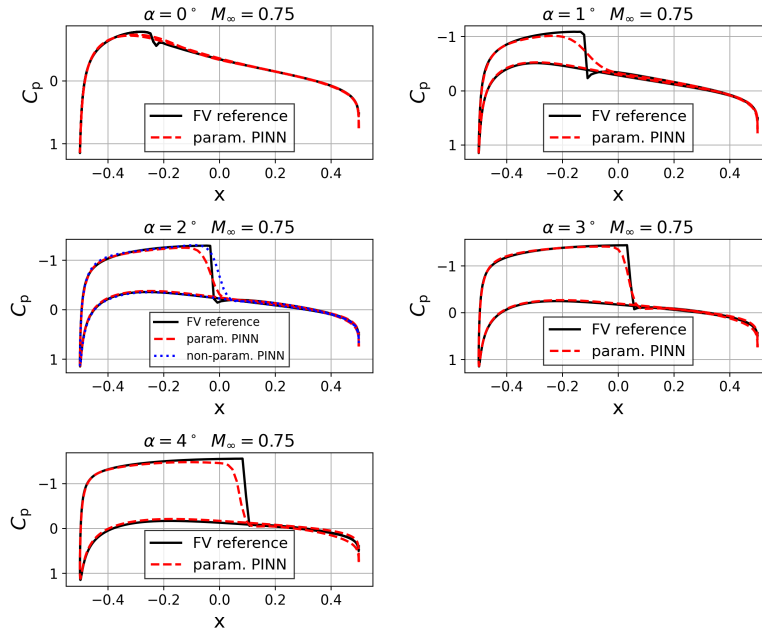 α = 0° M∞ = 0.75
Cp
0
1
FV reference
param. PINN
−0.4 −0.2 0.0 0.2 0.4
x
α = 1° M∞ = 0.75
Cp
−1
0
1
FV reference
param. PINN
−0.4 −0.2 0.0 0.2 0.4
x
α = 2° M∞ = 0.75
Cp
−1
0
1
FV reference
param. PINN
non-param. PINN
−0.4 −0.2 0.0 0.2 0.4
x
α = 3° M∞ = 0.75
Cp
−1
0
1
FV reference
param. PINN
−0.4 −0.2 0.0 0.2 0.4
x
α = 4° M∞ = 0.75
Cp
−1
0
1
FV reference
param. PINN
−0.4 −0.2 0.0 0.2 0.4
x